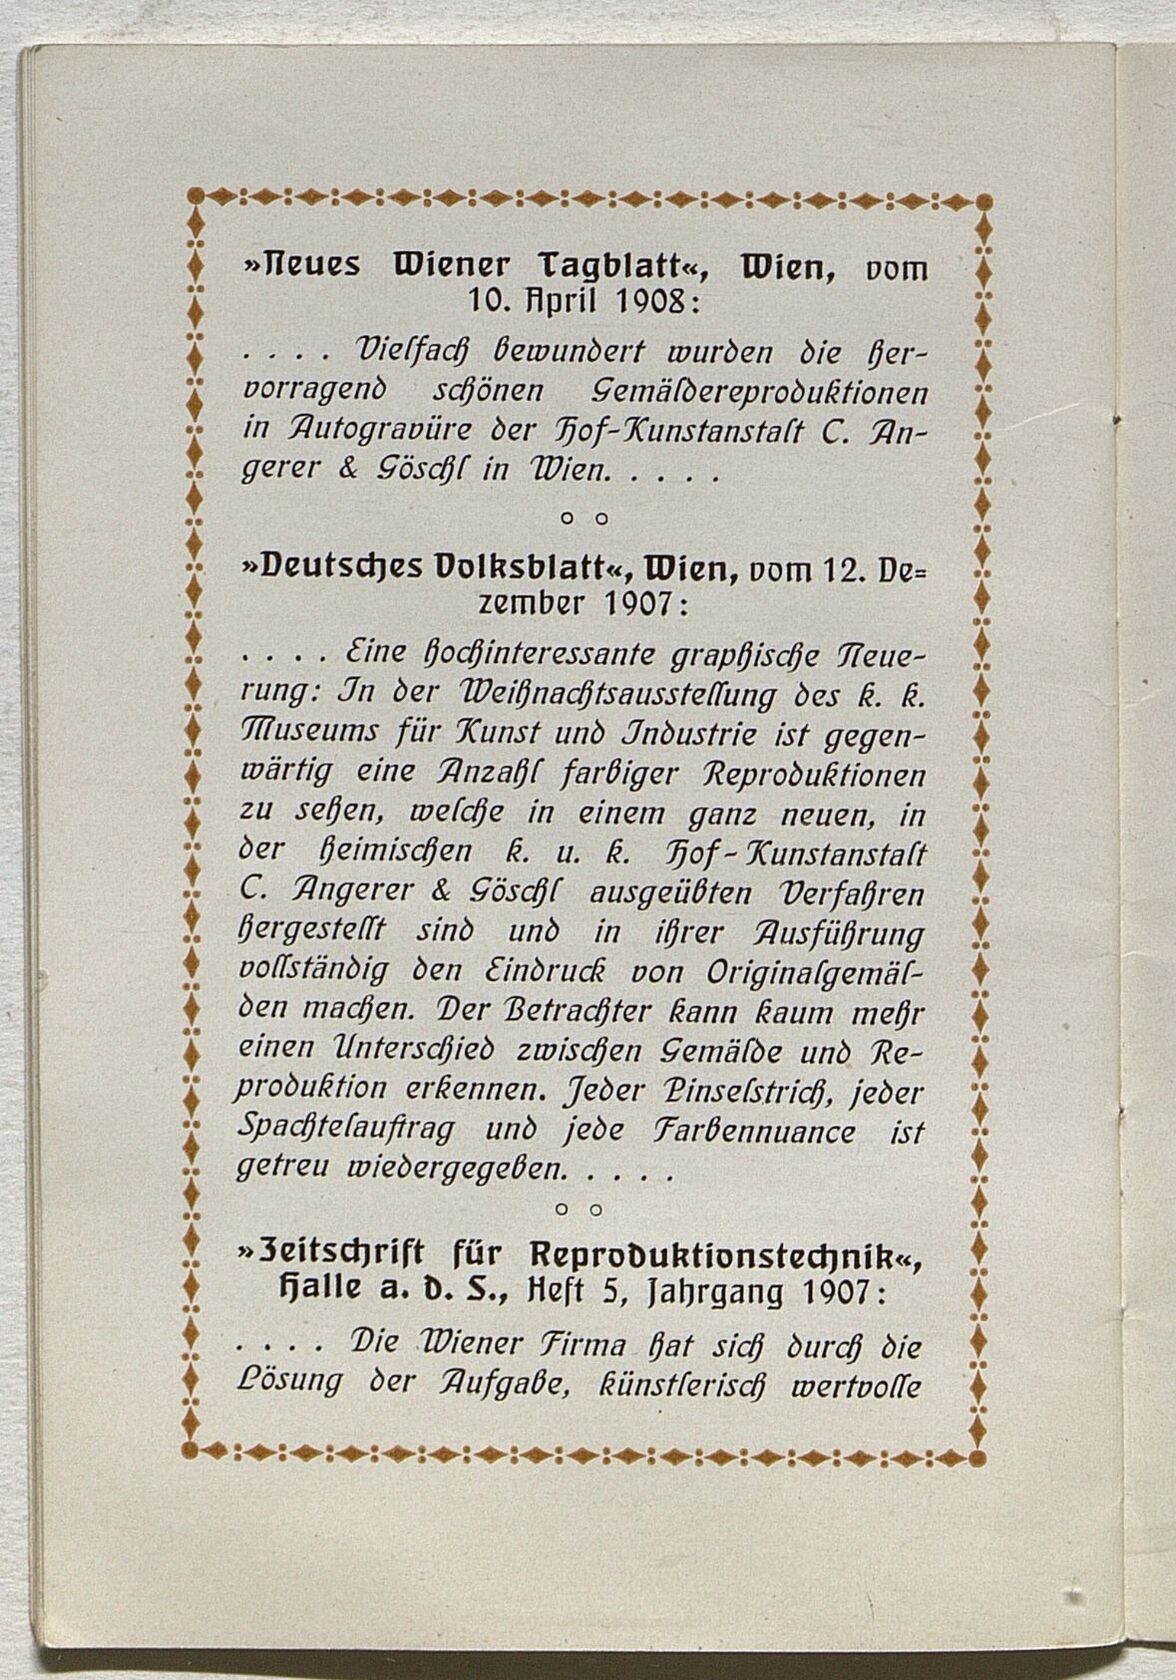 »Neues Wiener Tagblatt«, Wien, vom
10. April 1908:
. . . . Vielfach bewundert wurden die her-
vorragend schönen Gemäldereproduktionen
in Autogravüre der Hof-Kunstanstalt C. An-
gerer & Göschl in Wien. . . . .
»Deutsches Volksblatt«, Wien, vom 12. De-
zember 1907:
. . . . Eine hochinteressante graphische Neue-
rung: In der Weihnachtsausstellung des k. k.
Museums für Kunst und Industrie ist gegen-
wärtig eine Anzahl farbiger Reproduktionen
zu sehen, welche in einem ganz neuen, in
der heimischen k. u. k. Hof-Kunstanstalt
C. Angerer & Göschl ausgeübten Verfahren
hergestellt sind und in ihrer Ausführung
vollständig den Eindruck von Originalgemäl-
den machen. Der Betrachter kann kaum mehr
einen Unterschied zwischen Gemälde und Re-
produktion erkennen. Jeder Pinselstrich, jeder
Spachtelauftrag und jede Farbennuance ist
getreu wiedergegeben. . . . .
»Zeitschrift für Reproduktionstechnik«,
Halle a. d. S., Heft 5, Jahrgang 1907:
. . . . Die Wiener Firma hat sich durch die
Lösung der Aufgabe, künstlerisch wertvolle